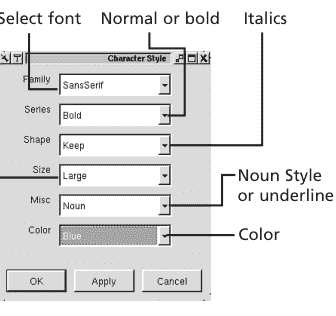 Select font Normal or bold Italics
Character Style
Family SansSerif
Series Bold
Shape Keep
Size Large
Misc Noun
Color Blue
Noun Style
or underline
Color
OK Apply Cancel